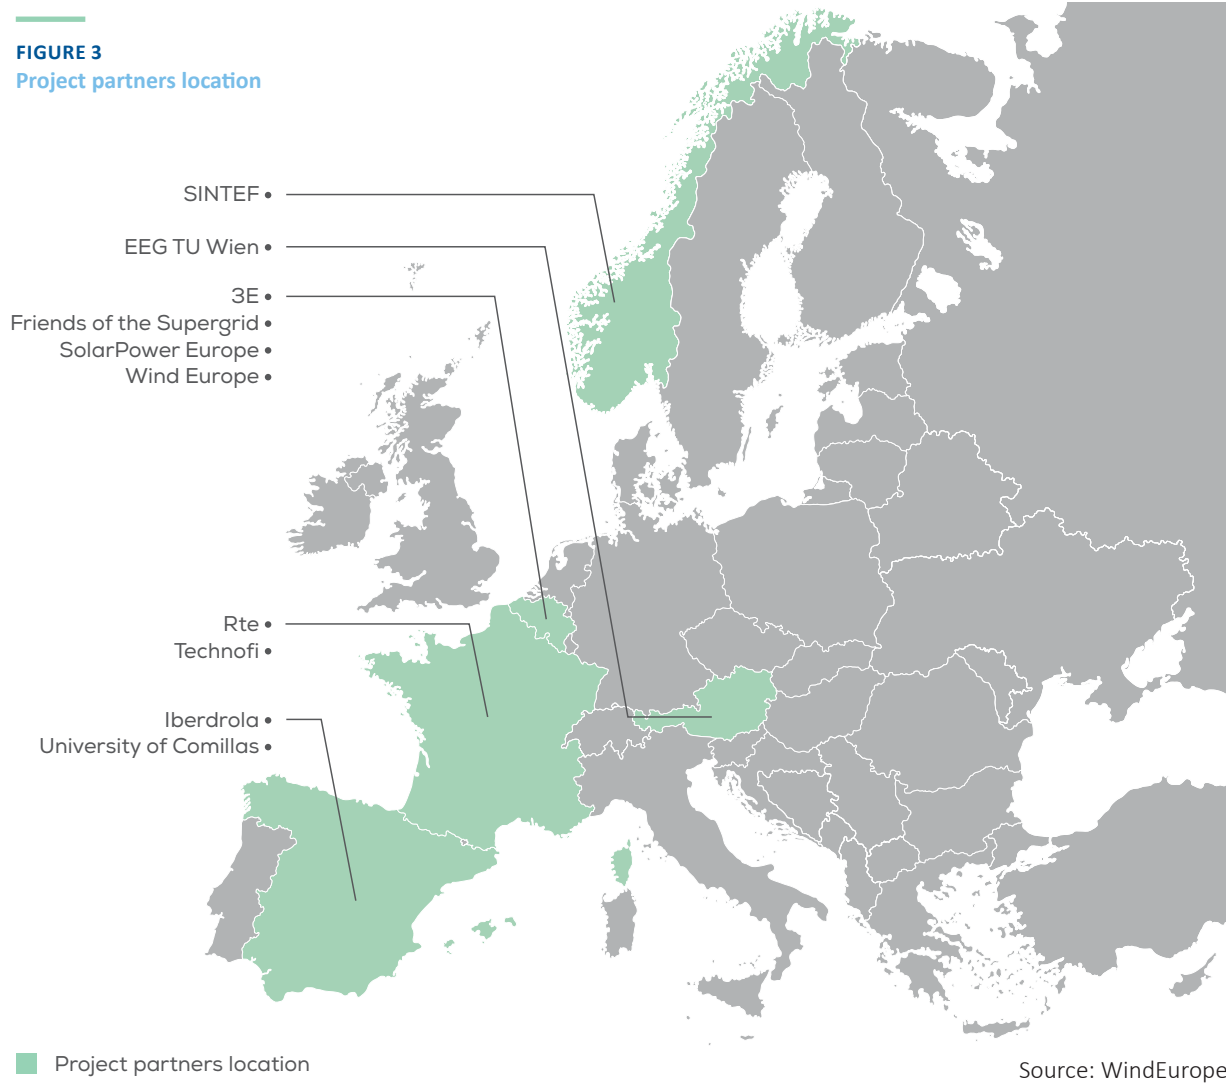 FIGURE 3
Project partners location
SINTEF •
EEG TU Wien •
3E •
Friends of the Supergrid •
SolarPower Europe •
Wind Europe •
Rte •
Technofi •
Iberdrola •
University of Comillas •
Project partners location
Source: WindEurope